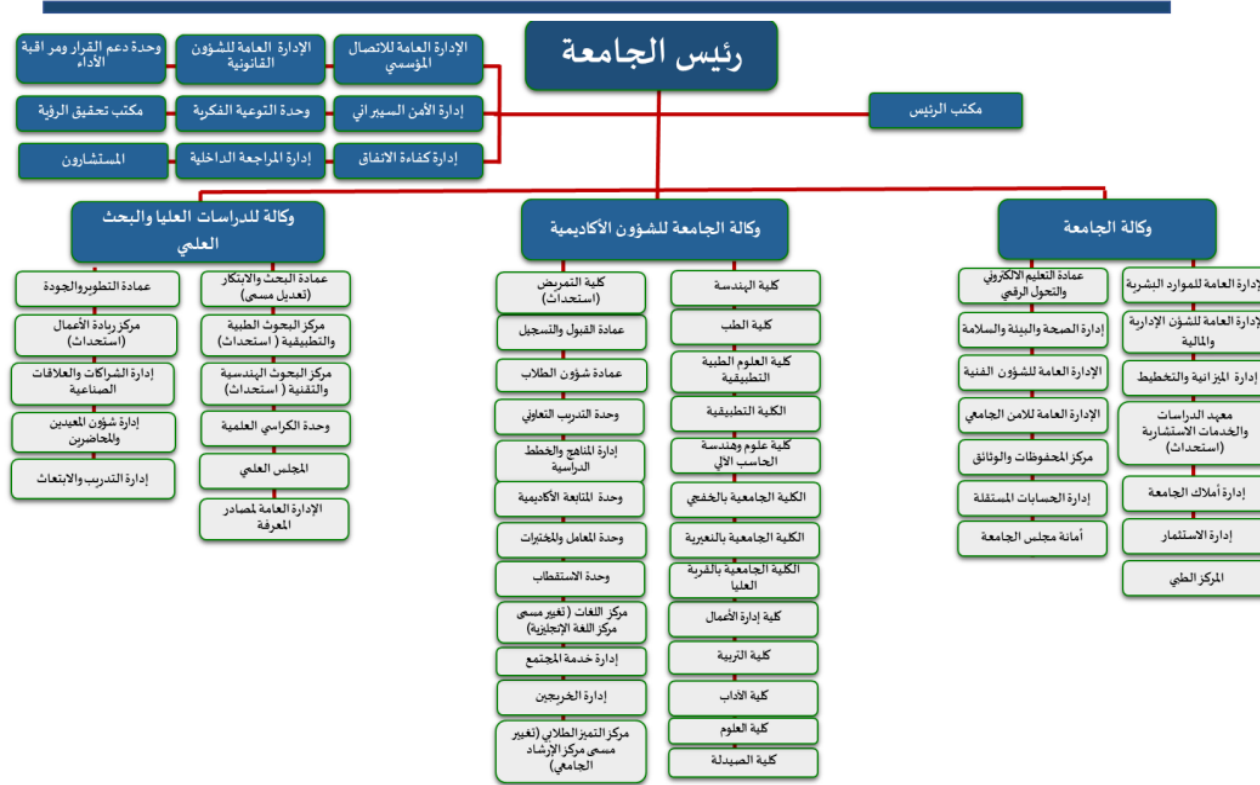 رئيس الجامعة
مكتب الرئيس
الإدارة العامة للاتصال
المؤسسي
الإدارة العامة للشؤون
القانونية
وحدة دعم القرار ومراقبة
الأداء
إدارة الأمن السيبراني
وحدة التوعية الفكرية
مكتب تحقيق الرؤية
إدارة كفاءة الانفاق
إدارة المراجعة الداخلية
المستشارون
وكالة الجامعة
الإدارة العامة للموارد البشرية
الإدارة العامة للشؤن الإدارية
والمالية
إدارة الميزانية والتخطيط
معهد الدراسات
والخدمات الاستشارية
(استحداث)
إدارة أملاك الجامعة
إدارة الاستثمار
المركز الطبي
عمادة التعليم الالكتروني
والتحول الرقمي
إدارة الصحة والبيئة والسلامة
الإدارة العامة للشؤون الفنية
الإدارة العامة للامن الجامعي
مركز المحفوظات والوثائق
إدارة الحسابات المستقلة
أمانة مجلس الجامعة
وكالة الجامعة للشؤون الأكاديمية
كلية الهندسة
كلية الطب
كلية العلوم الطبية
التطبيقية
الكلية التطبيقية
كلية علوم وهندسة
الحاسب الآلي
الكلية الجامعية بالخفجي
الكلية الجامعية بالنعيرية
الكلية الجامعية بالقرية
العليا
كلية إدارة الأعمال
كلية التربية
كلية الآداب
كلية العلوم
كلية الصيدلة
كلية التمريض
(استحداث)
عمادة القبول والتسجيل
عمادة شؤون الطلاب
وحدة التدريب التعاوني
إدارة المناهج والخطط
الدراسية
وحدة المتابعة الأكاديمية
وحدة المعامل والمختبرات
وحدة الاستقطاب
مركز اللغات (تغيير مسمى
مركز اللغة الإنجليزية)
إدارة خدمة المجتمع
إدارة الخريجين
مركز التميز الطلابي (تغيير
مسمى مركز الإرشاد
الجامعي)
وكالة للدراسات العليا والبحث
العلمي
عمادة البحث والابتكار
(تعديل مسمى)
مركز البحوث الطبية
والتطبيقية ( استحداث)
مركز البحوث الهندسية
والتقنية ( استحداث)
وحدة الكراسي العلمية
المجلس العلمي
الإدارة العامة لمصادر
المعرفة
عمادة التطوير والجودة
مركز ريادة الأعمال
(استحداث)
إدارة الشراكات والعلاقات
الصناعية
إدارة شؤون المعيدين
والمحاضرين
إدارة التدريب والابتعاث